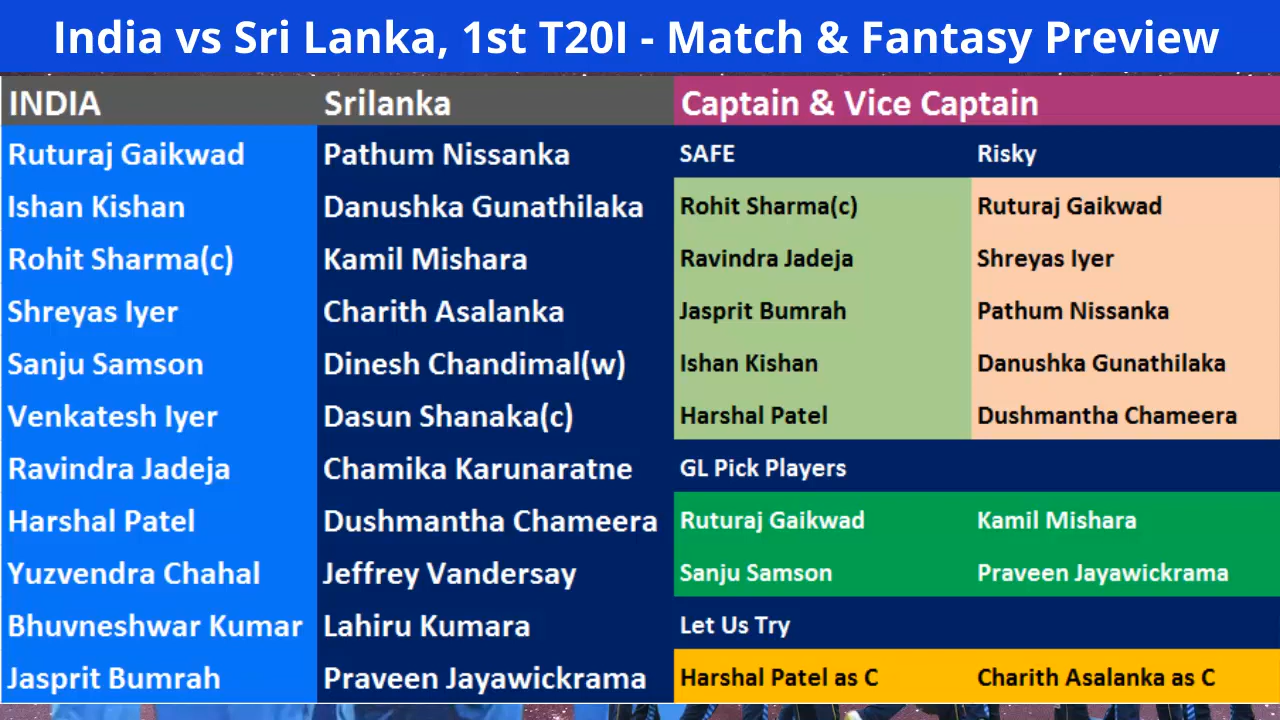 India vs Sri Lanka, 1st T20I - Match & Fantasy Preview
INDIA Srilanka Captain & Vice Captain
Ruturaj Gaikwad Pathum Nissanka SAFE Risky
Ishan Kishan Danushka Gunathilaka Rohit Sharma(c) Ruturaj Gaikwad
Rohit Sharma(c) Kamil Mishara Ravindra Jadeja Shreyas Iyer
Shreyas Iyer Charith Asalanka Jasprit Bumrah Pathum Nissanka
Sanju Samson Dinesh Chandimal(w) Ishan Kishan Danushka Gunathilaka
Venkatesh Iyer Dasun Shanaka(c) Harshal Patel Dushmantha Chameera
Ravindra Jadeja Chamika Karunaratne GL Pick Players
Harshal Patel Dushmantha Chameera Ruturaj Gaikwad Kamil Mishara
Yuzvendra Chahal Jeffrey Vandersay Sanju Samson Praveen Jayawickrama
Bhuvneshwar Kumar Lahiru Kumara Let Us Try
Jasprit Bumrah Praveen Jayawickrama Harshal Patel as C Charith Asalanka as C